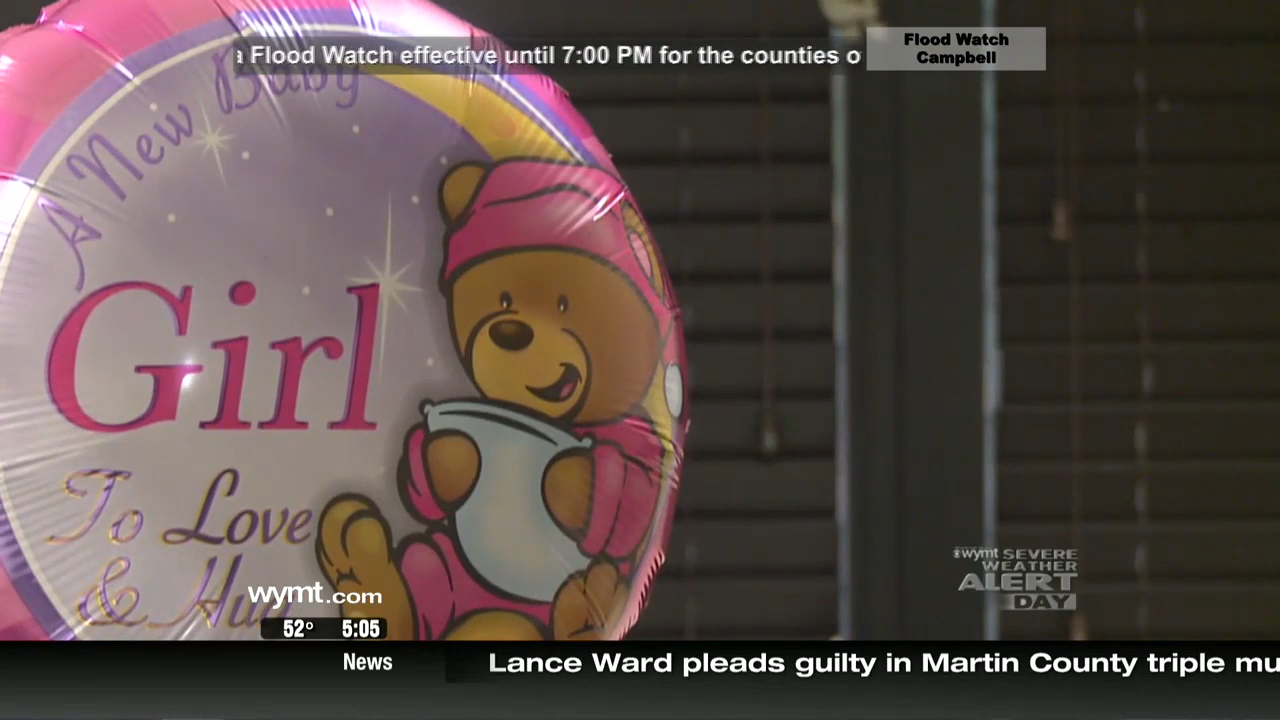 Flood Watch effective until 7:00 PM for the counties o
Flood Watch
Campbell
A New Baby
Girl
To Love
& Hug
wymt.com
52° 5:05
wymt SEVERE
WEATHER
ALERT
DAY
News
Lance Ward pleads guilty in Martin County triple mu